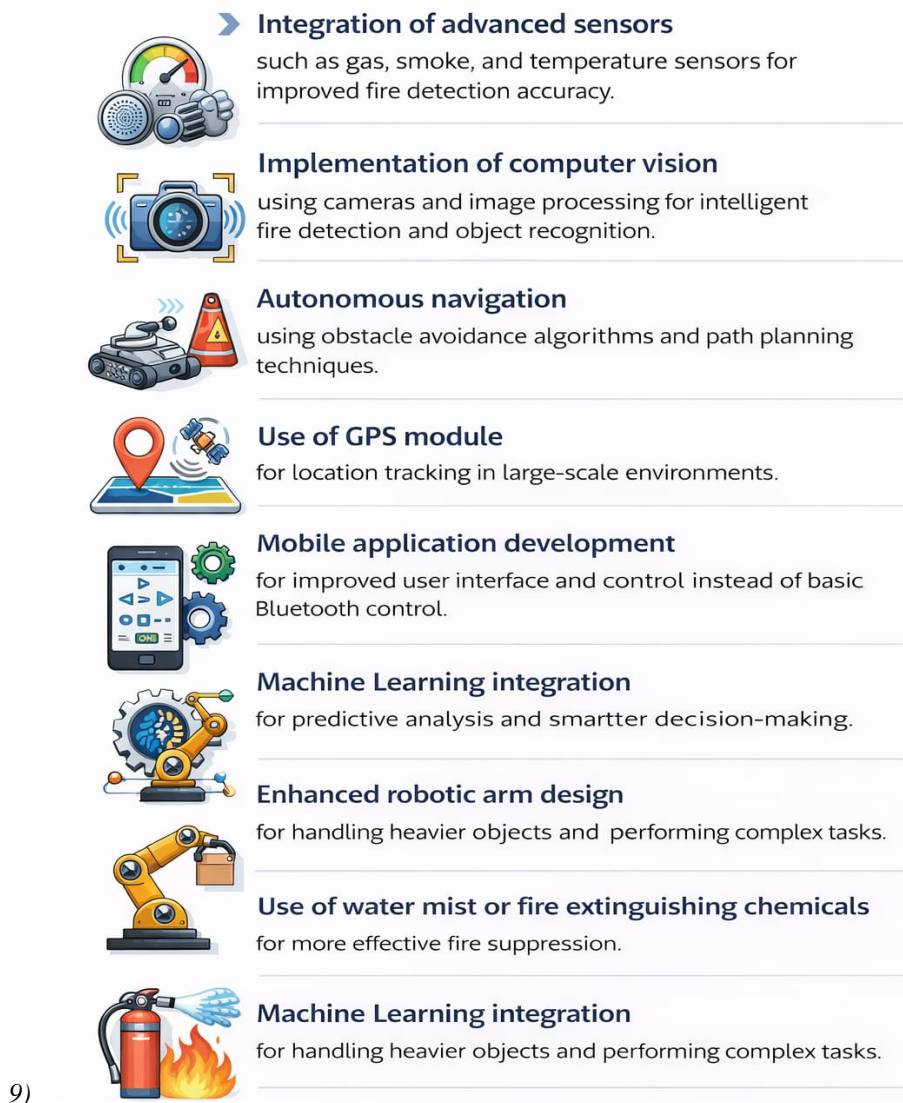 Integration of advanced sensors
such as gas, smoke, and temperature sensors for
improved fire detection accuracy.
Implementation of computer vision
using cameras and image processing for intelligent
fire detection and object recognition.
Autonomous navigation
using obstacle avoidance algorithms and path planning
techniques.
Use of GPS module
for location tracking in large-scale environments.
Mobile application development
for improved user interface and control instead of basic
Bluetooth control.
Machine Learning integration
for predictive analysis and smartter decision-making.
Enhanced robotic arm design
for handling heavier objects and performing complex tasks.
Use of water mist or fire extinguishing chemicals
for more effective fire suppression.
Machine Learning integration
for handling heavier objects and performing complex tasks.
9)